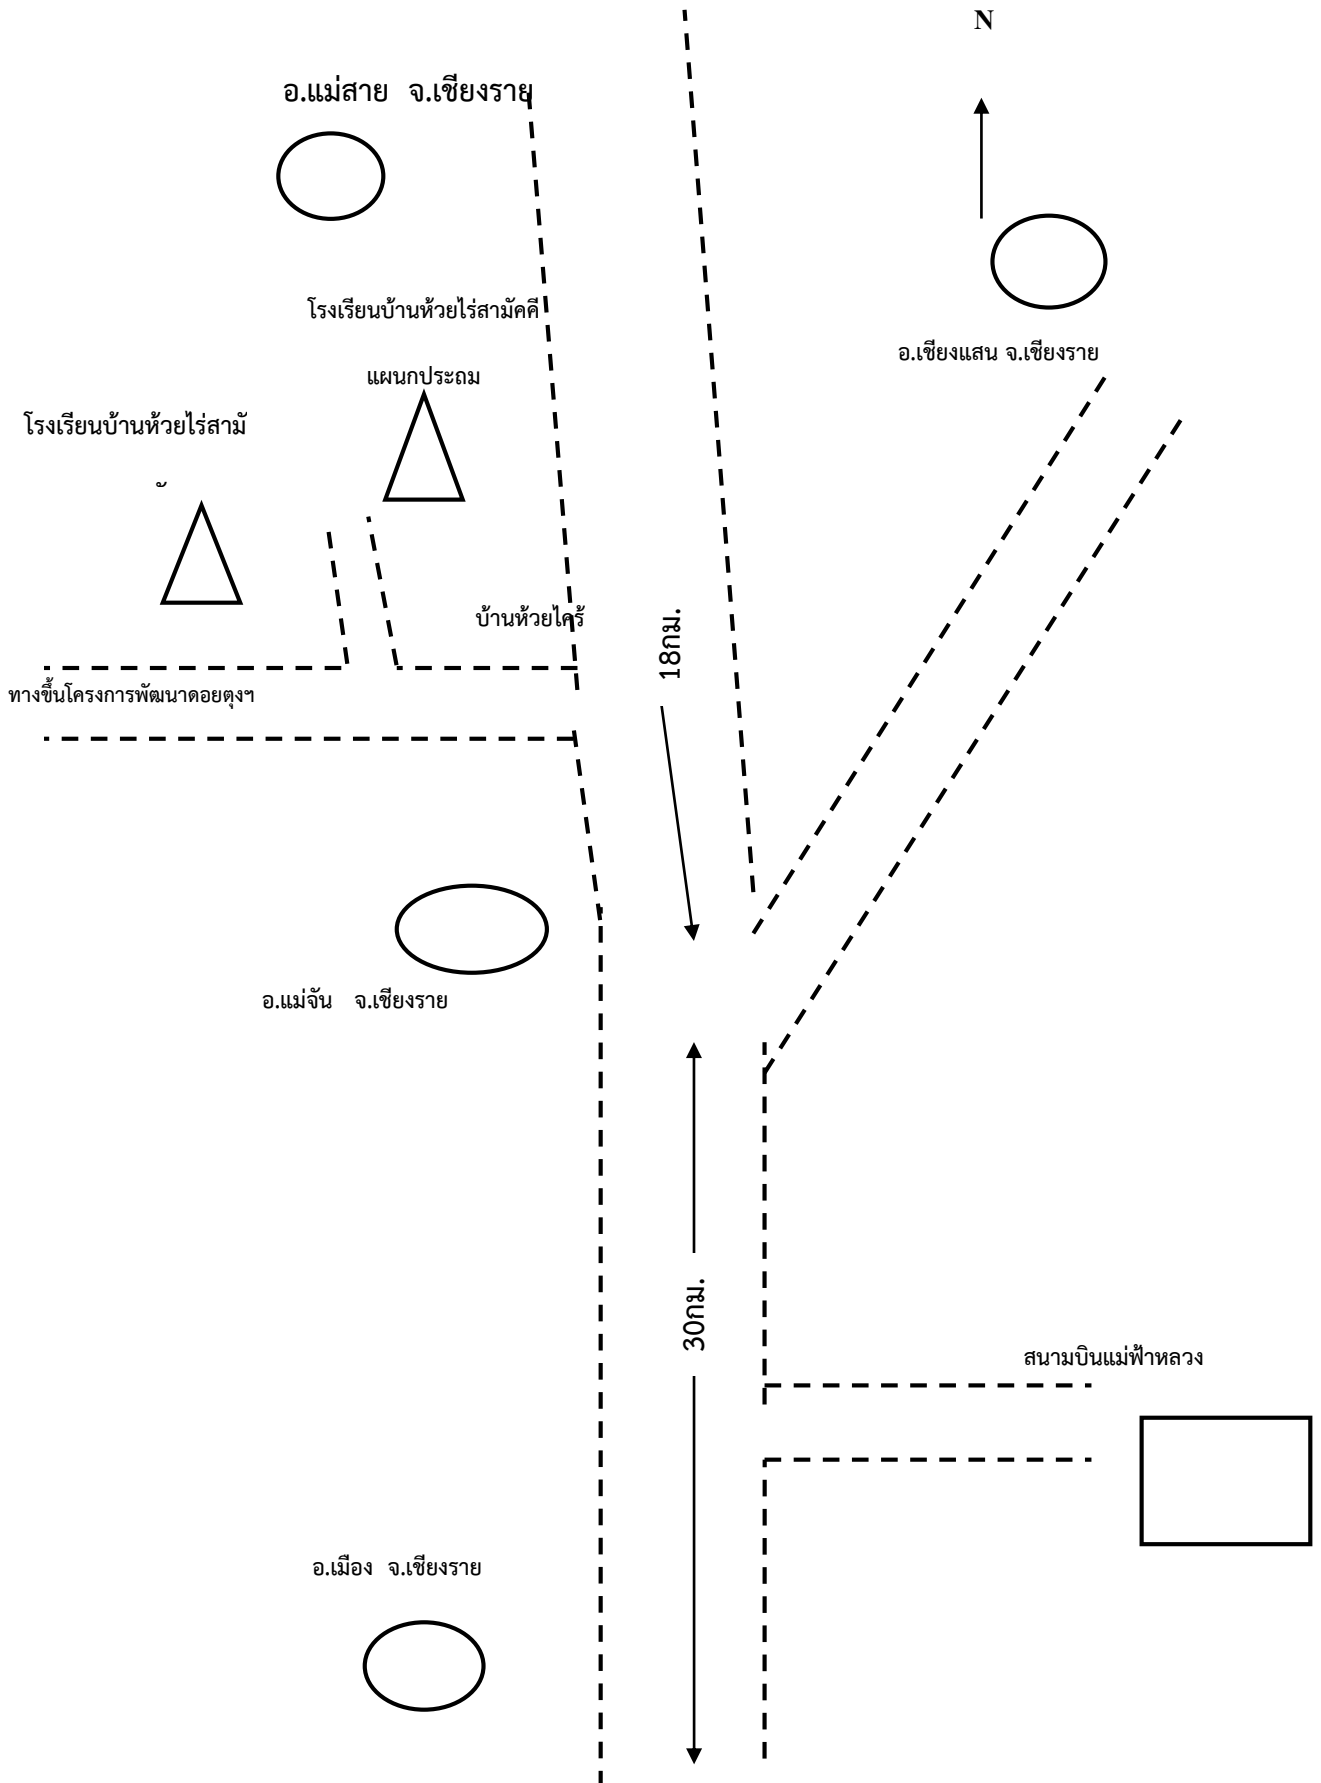 N
อ.แม่สาย จ.เชียงราย
โรงเรียนบ้านห้วยไร่สามัคคี
แผนกประถม
อ.เชียงแสน จ.เชียงราย
โรงเรียนบ้านห้วยไร่สามั
บ้านห้วยไคร้
18กม.
ทางขึ้นโครงการพัฒนาดอยตุงฯ
อ.แม่จัน จ.เชียงราย
30กม.
สนามบินแม่ฟ้าหลวง
อ.เมือง จ.เชียงราย